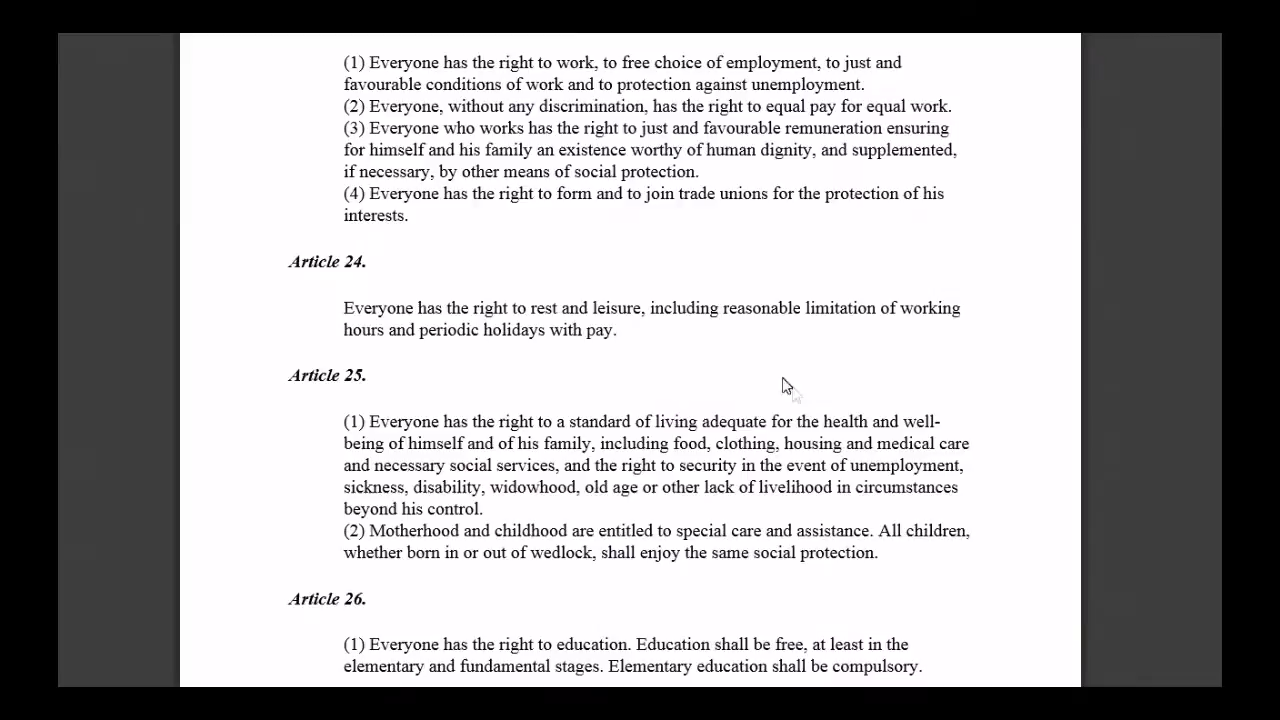 (1) Everyone has the right to work, to free choice of employment, to just and
favourable conditions of work and to protection against unemployment.
(2) Everyone, without any discrimination, has the right to equal pay for equal work.
(3) Everyone who works has the right to just and favourable remuneration ensuring
for himself and his family an existence worthy of human dignity, and supplemented,
if necessary, by other means of social protection.
(4) Everyone has the right to form and to join trade unions for the protection of his
interests.
Article 24.
Everyone has the right to rest and leisure, including reasonable limitation of working
hours and periodic holidays with pay.
Article 25.
(1) Everyone has the right to a standard of living adequate for the health and well-
being of himself and of his family, including food, clothing, housing and medical care
and necessary social services, and the right to security in the event of unemployment,
sickness, disability, widowhood, old age or other lack of livelihood in circumstances
beyond his control.
(2) Motherhood and childhood are entitled to special care and assistance. All children,
whether born in or out of wedlock, shall enjoy the same social protection.
Article 26.
(1) Everyone has the right to education. Education shall be free, at least in the
elementary and fundamental stages. Elementary education shall be compulsory.